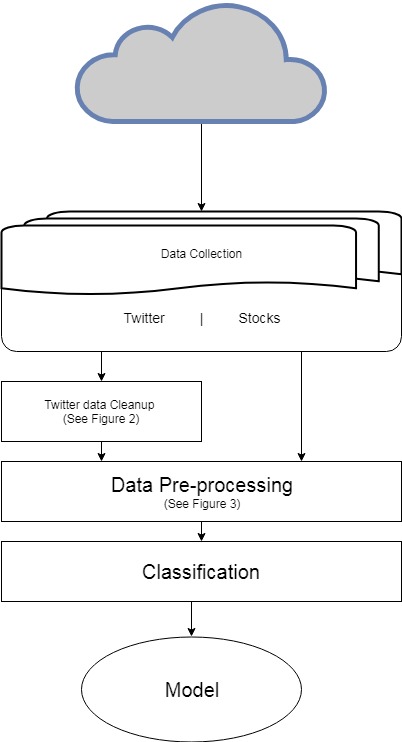 Data Collection
Twitter | Stocks
Twitter data Cleanup
(See Figure 2)
Data Pre-processing
(See Figure 3)
Classification
Model